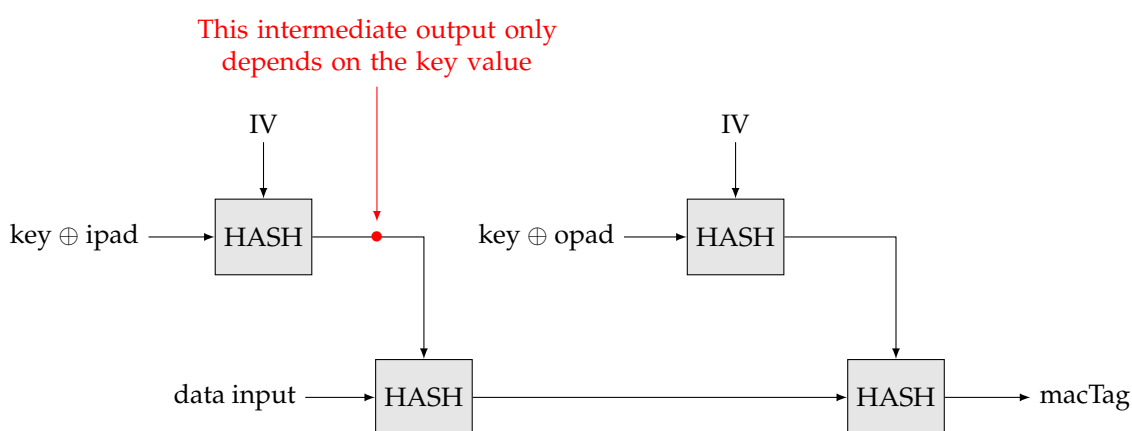 This intermediate output only
depends on the key value
IV
IV
key ⊕ ipad
HASH
key ⊕ opad
HASH
data input
HASH
HASH
macTag